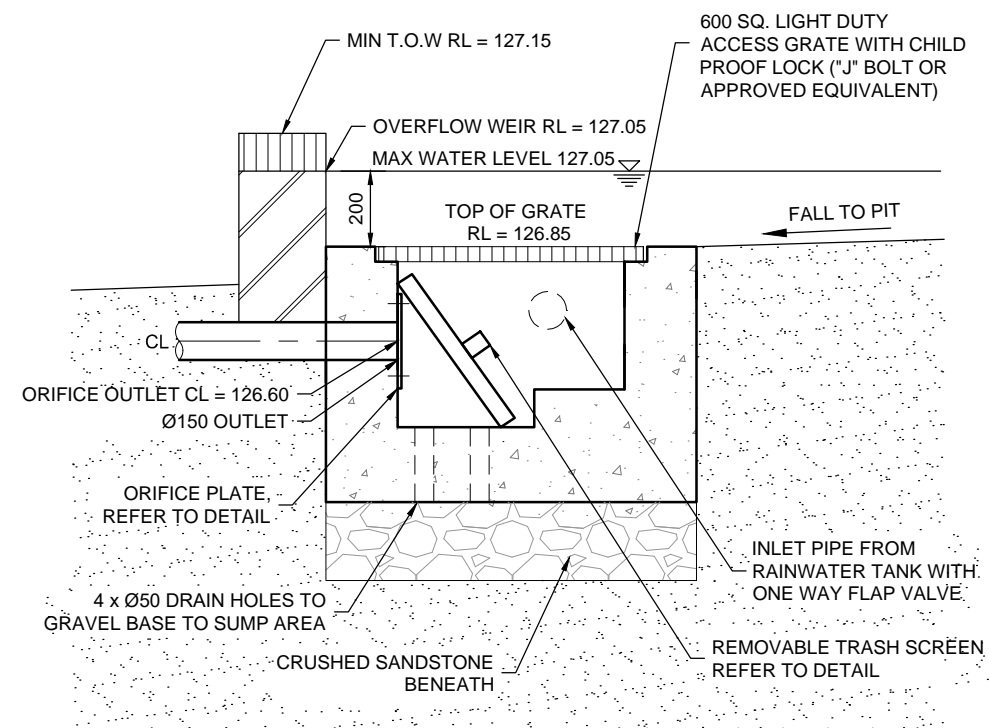 600 SQ. LIGHT DUTY
ACCESS GRATE WITH CHILD
PROOF LOCK ("J" BOLT OR
APPROVED EQUIVALENT)
MIN T.O.W RL = 127.15
OVERFLOW WEIR RL = 127.05
MAX WATER LEVEL 127.05
200
TOP OF GRATE
RL = 126.85
FALL TO PIT
CL
ORIFICE OUTLET CL = 126.60
Ø150 OUTLET
ORIFICE PLATE,
REFER TO DETAIL
4 x Ø50 DRAIN HOLES TO
GRAVEL BASE TO SUMP AREA
CRUSHED SANDSTONE
BENEATH
INLET PIPE FROM
RAINWATER TANK WITH
ONE WAY FLAP VALVE
REMOVABLE TRASH SCREEN
REFER TO DETAIL